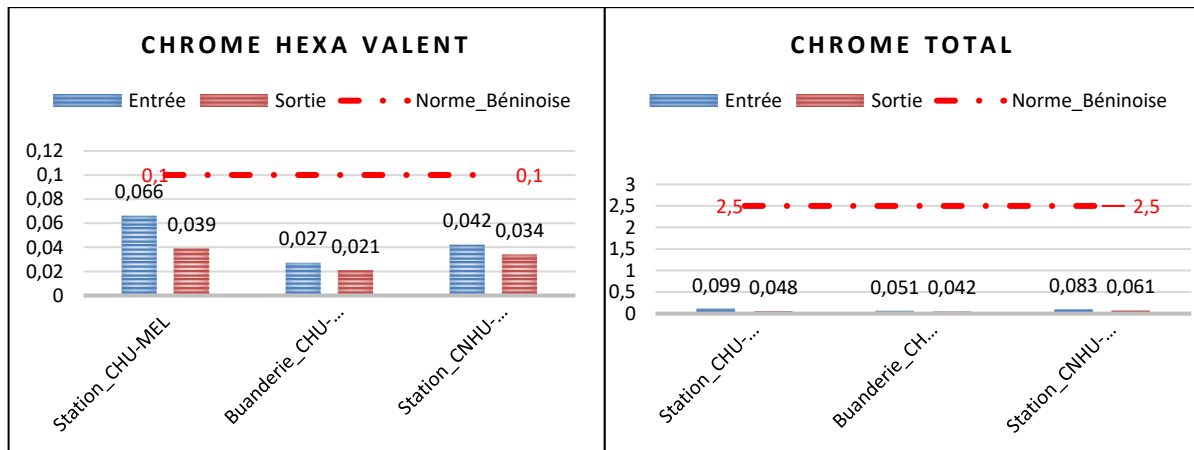 CHROME HEXA VALENT
Entrée Sortie Norme_Béninoise
0,12
0,1
0,08
0,06
0,04
0,02
0
0,1 0,1
0,066
0,039
0,027
0,021
0,042
0,034
Station_CHU-MEL
Buanderie_CHU-...
Station_CNHU-...
CHROME TOTAL
Entrée Sortie Norme_Béninoise
3
2,5
2
1,5
1
0,5
0
2,5 2,5
0,099 0,048 0,051 0,042 0,083 0,061
Station_CHU-...
Buanderie_CH...
Station_CNHU-...